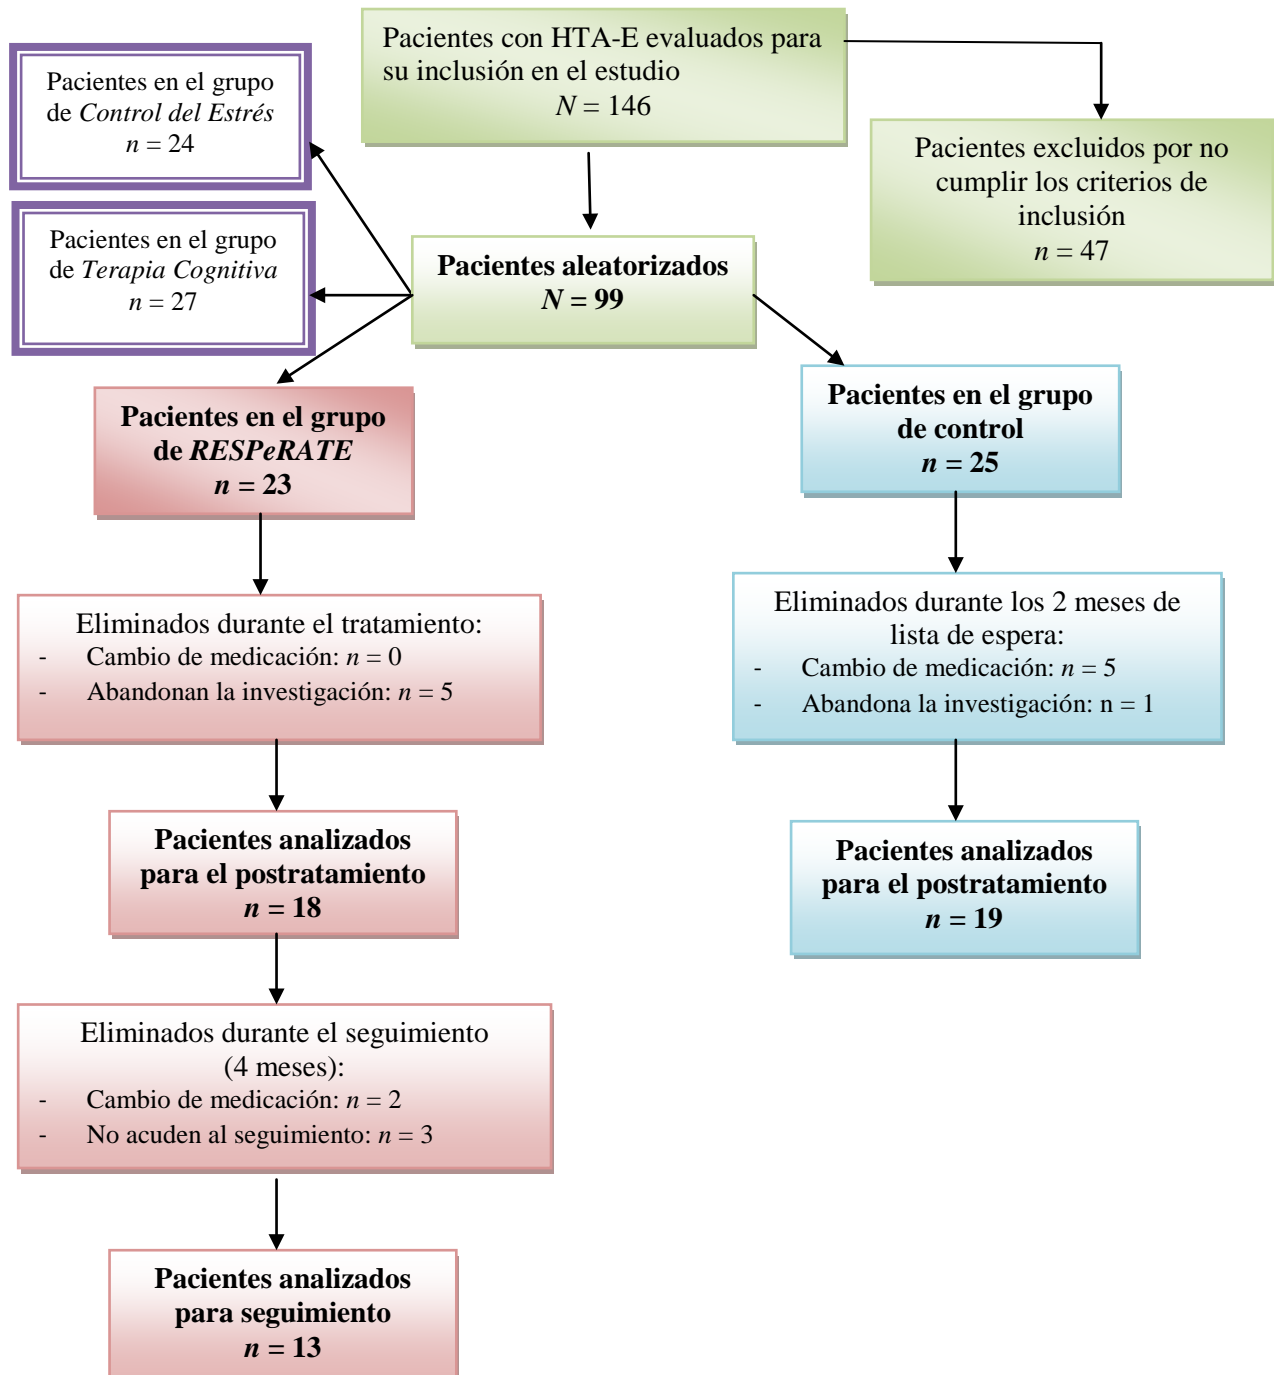 Pacientes con HTA-E evaluados para
su inclusión en el estudio
N = 146
Pacientes en el grupo
de Control del Estrés
n = 24
Pacientes excluidos por no
cumplir los criterios de
inclusión
n = 47
Pacientes en el grupo
de Terapia Cognitiva
n = 27
Pacientes aleatorizados
N = 99
Pacientes en el grupo
de RESPeRATE
n = 23
Pacientes en el grupo
de control
n = 25
Eliminados durante el tratamiento:
- Cambio de medicación: n = 0
- Abandonan la investigación: n = 5
Eliminados durante los 2 meses de
lista de espera:
- Cambio de medicación: n = 5
- Abandona la investigación: n = 1
Pacientes analizados
para el postratamiento
n = 18
Pacientes analizados
para el postratamiento
n = 19
Eliminados durante el seguimiento
(4 meses):
- Cambio de medicación: n = 2
- No acuden al seguimiento: n = 3
Pacientes analizados
para seguimiento
n = 13